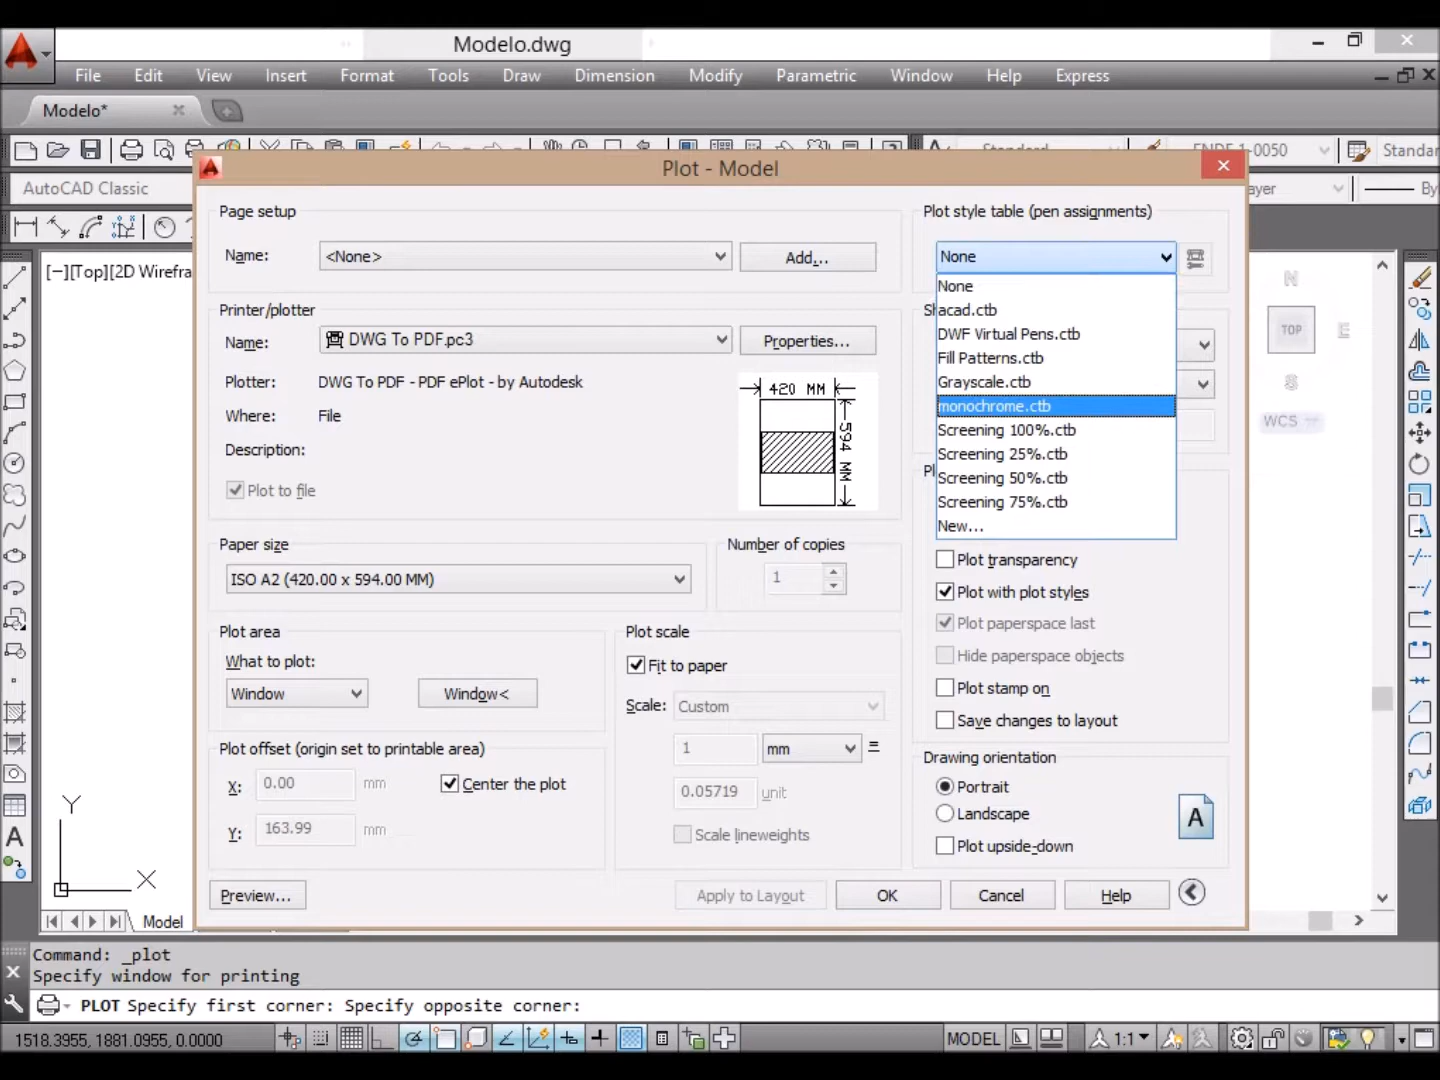 Modelo.dwg
File Edit View Insert Format Tools Draw Dimension Modify Parametric Window Help Express
Modelo*
Standard
Standar
AutoCAD Classic
ayer
By
Plot - Model
[−][Top][2D Wirefra
Page setup
Name: <None> Add...
Printer/plotter
Name: DWG To PDF.pc3 Properties...
Plotter: DWG To PDF - PDF ePlot - by Autodesk
Where: File
Description:
Plot to file
420 MM
594 MM
Paper size
ISO A2 (420.00 x 594.00 MM)
Number of copies
1
Plot area
What to plot:
Window Window<
Plot offset (origin set to printable area)
X: 0.00 mm Center the plot
Y: 163.99 mm
Plot scale
Fit to paper
Scale: Custom
1 mm =
0.05719 unit
Scale lineweights
Plot style table (pen assignments)
None
None
Sh
acad.ctb
DWF Virtual Pens.ctb
Fill Patterns.ctb
Grayscale.ctb
monochrome.ctb
Screening 100%.ctb
Screening 25%.ctb
Pl
Screening 50%.ctb
Screening 75%.ctb
New...
Plot transparency
Plot with plot styles
Plot paperspace last
Hide paperspace objects
Plot stamp on
Save changes to layout
Drawing orientation
Portrait
Landscape
Plot upside-down
A
Preview... Apply to Layout OK Cancel Help
N
TOP E
S
WCS
Y
X
A
Model
Command: _plot
Specify window for printing
PLOT Specify first corner: Specify opposite corner:
1518.3955, 1881.0955, 0.0000
MODEL 1:1